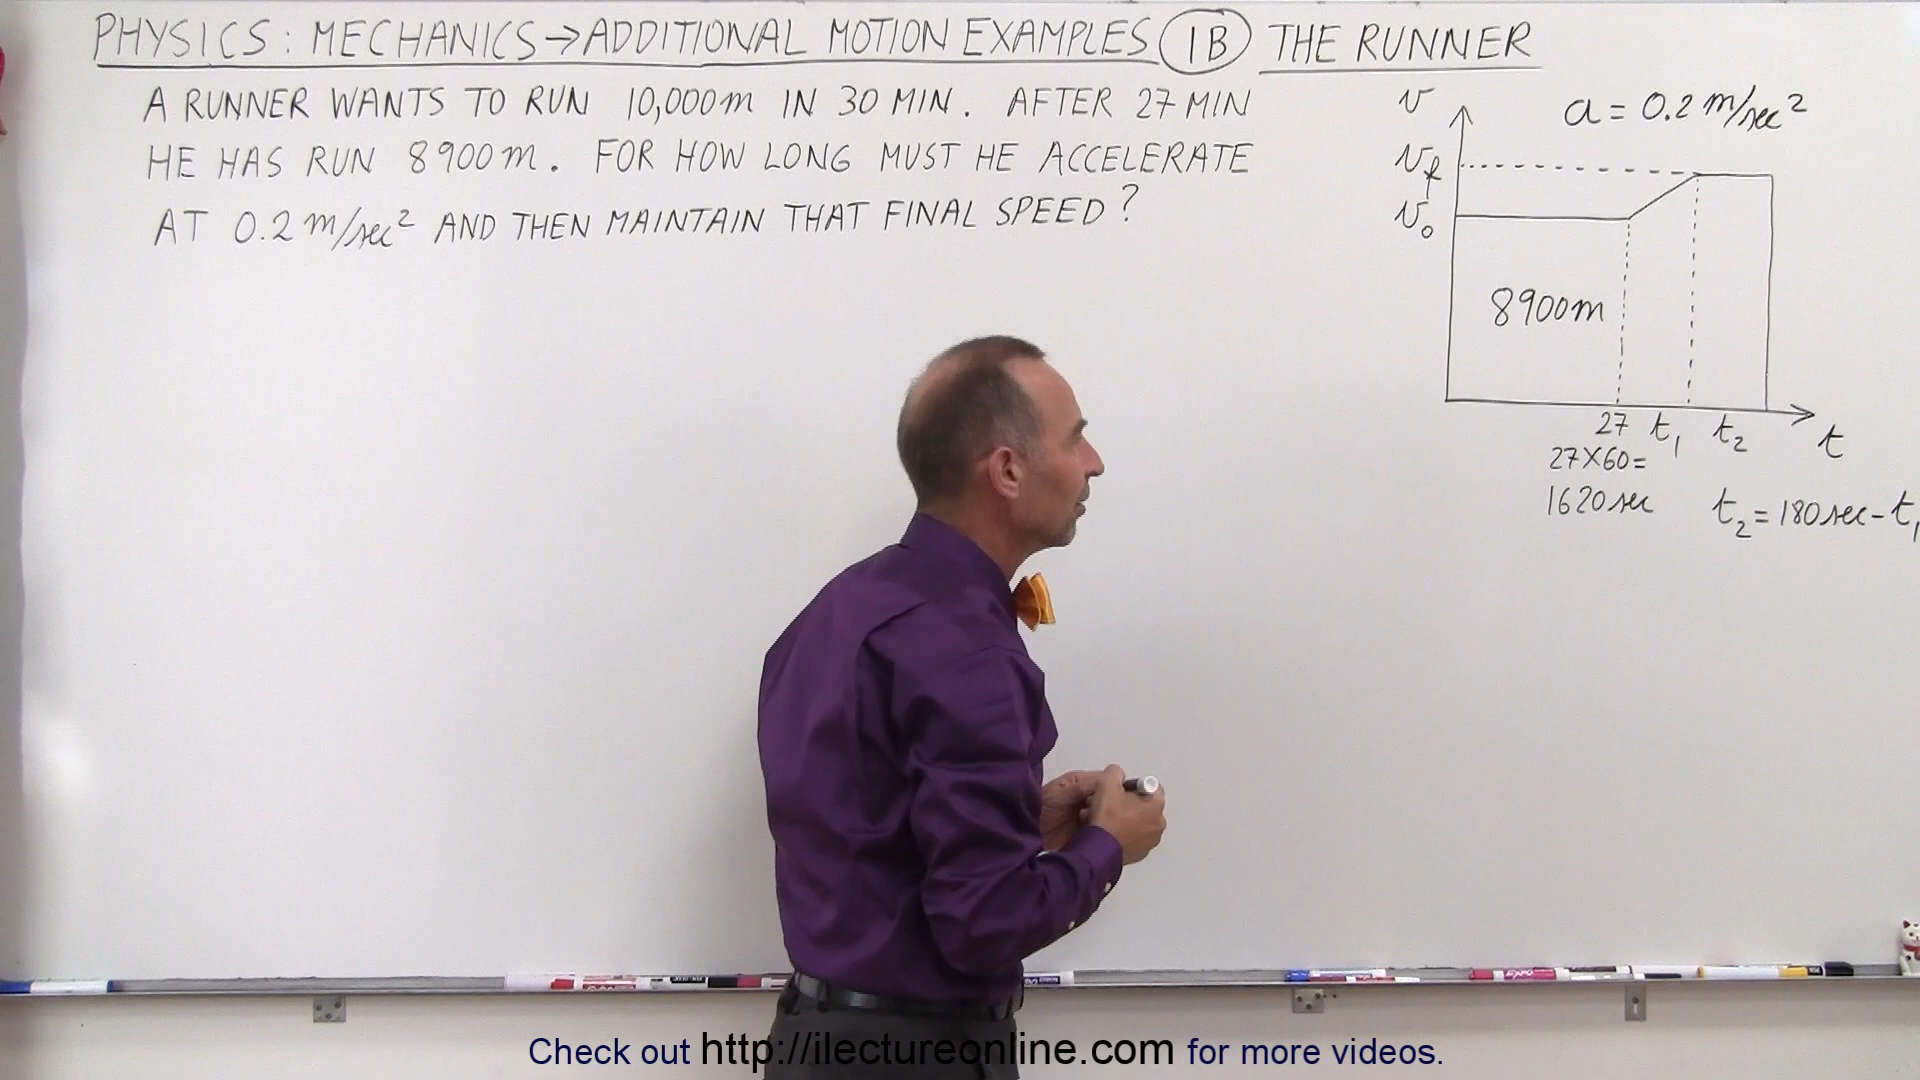 PHYSICS: MECHANICS→ADDITIONAL MOTION EXAMPLES 1B THE RUNNER
A RUNNER WANTS TO RUN 10,000m IN 30 MIN. AFTER 27 MIN
HE HAS RUN 8900m. FOR HOW LONG MUST HE ACCELERATE
AT 0.2 m/sec² AND THEN MAINTAIN THAT FINAL SPEED?
v
a = 0.2 m/sec²
v_f
v₀
8900m
27 t₁ t₂ t
27×60=
1620 sec
t₂ = 180 sec - t₁
EXPO
Check out http://ilectureonline.com for more videos.